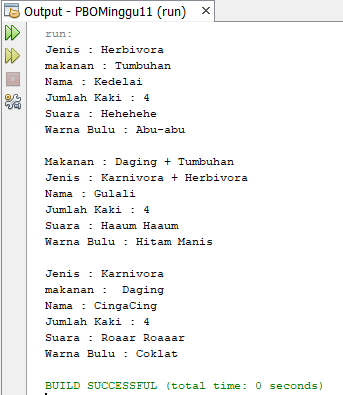 Output - PBOMinggu11 (run) ×
run:
Jenis : Herbivora
makanan : Tumbuhan
Nama : Kedelai
Jumlah Kaki : 4
Suara : Hehehehe
Warna Bulu : Abu-abu
Makanan : Daging + Tumbuhan
Jenis : Karnivora + Herbivora
Nama : Gulali
Jumlah Kaki : 4
Suara : Haaum Haaum
Warna Bulu : Hitam Manis
Jenis : Karnivora
makanan :  Daging
Nama : CingaCing
Jumlah Kaki : 4
Suara : Roaar Roaaar
Warna Bulu : Coklat
BUILD SUCCESSFUL (total time: 0 seconds)